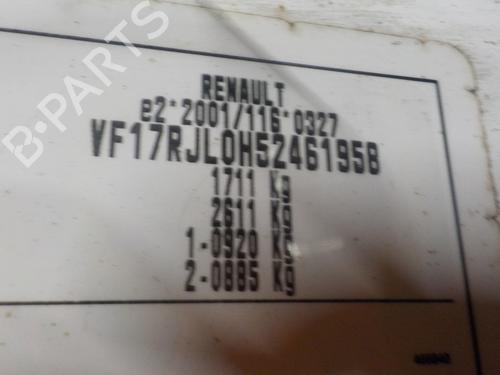 B-PARTS
RENAULT
e2*2001/116*0327
VF17RJL0H52461958
1711 Kg
2611 Kg
1-0920 Kg
2-0885 Kg